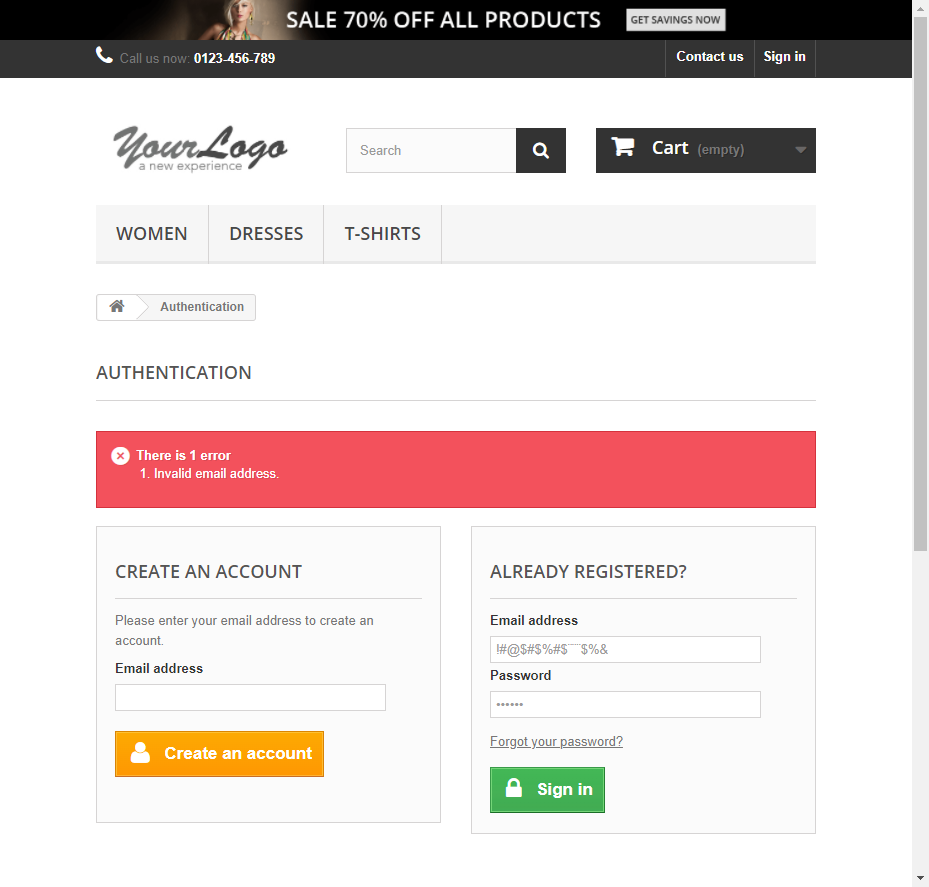 SALE 70% OFF ALL PRODUCTS GET SAVINGS NOW
Call us now: 0123-456-789 Contact us Sign in
YourLogo
a new experience
Search
Cart (empty)
WOMEN DRESSES T-SHIRTS
Authentication
AUTHENTICATION
There is 1 error
1. Invalid email address.
CREATE AN ACCOUNT
Please enter your email address to create an
account.
Email address
Create an account
ALREADY REGISTERED?
Email address
!#@$#$%#$¨¨¨$%&
Password
••••••
Forgot your password?
Sign in